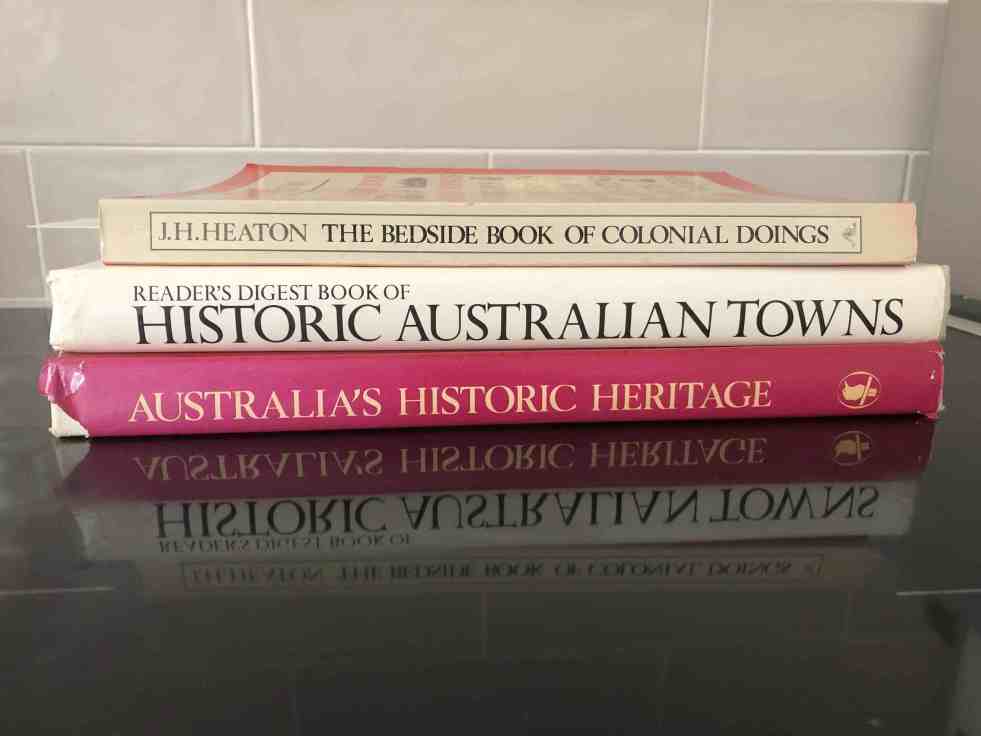 J.H.HEATON THE BEDSIDE BOOK OF COLONIAL DOINGS
READER'S DIGEST BOOK OF
HISTORIC AUSTRALIAN TOWNS
AUSTRALIA'S HISTORIC HERITAGE